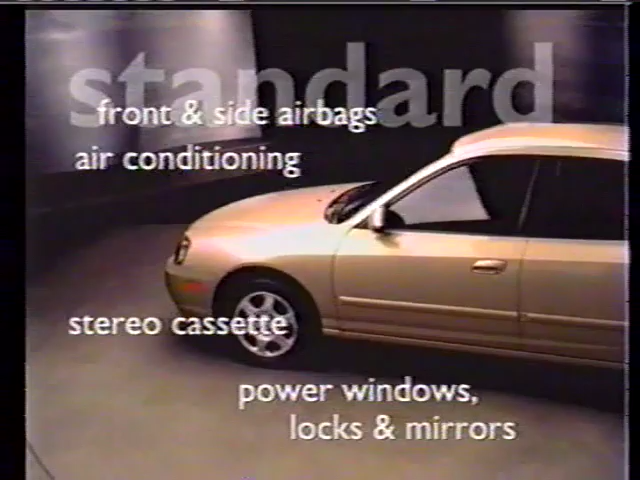 standard
front & side airbags
air conditioning
stereo cassette
power windows,
locks & mirrors